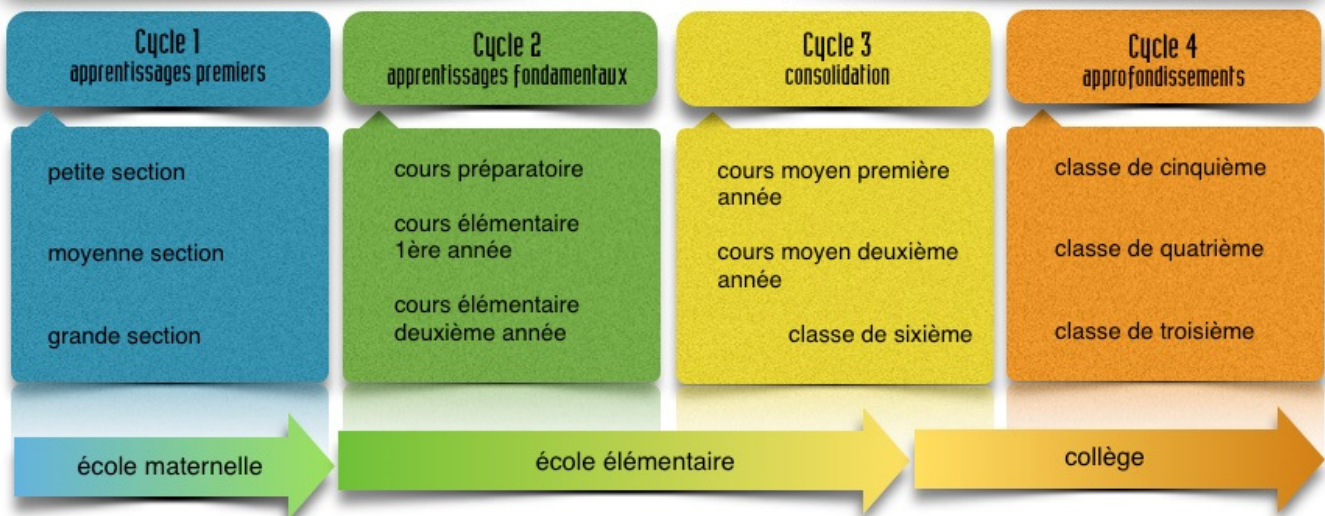 Cycle 1
apprentissages premiers
Cycle 2
apprentissages fondamentaux
Cycle 3
consolidation
Cycle 4
approfondissements
petite section
moyenne section
grande section
cours préparatoire
cours élémentaire
1ère année
cours élémentaire
deuxième année
cours moyen première
année
cours moyen deuxième
année
classe de sixième
classe de cinquième
classe de quatrième
classe de troisième
école maternelle
école élémentaire
collège